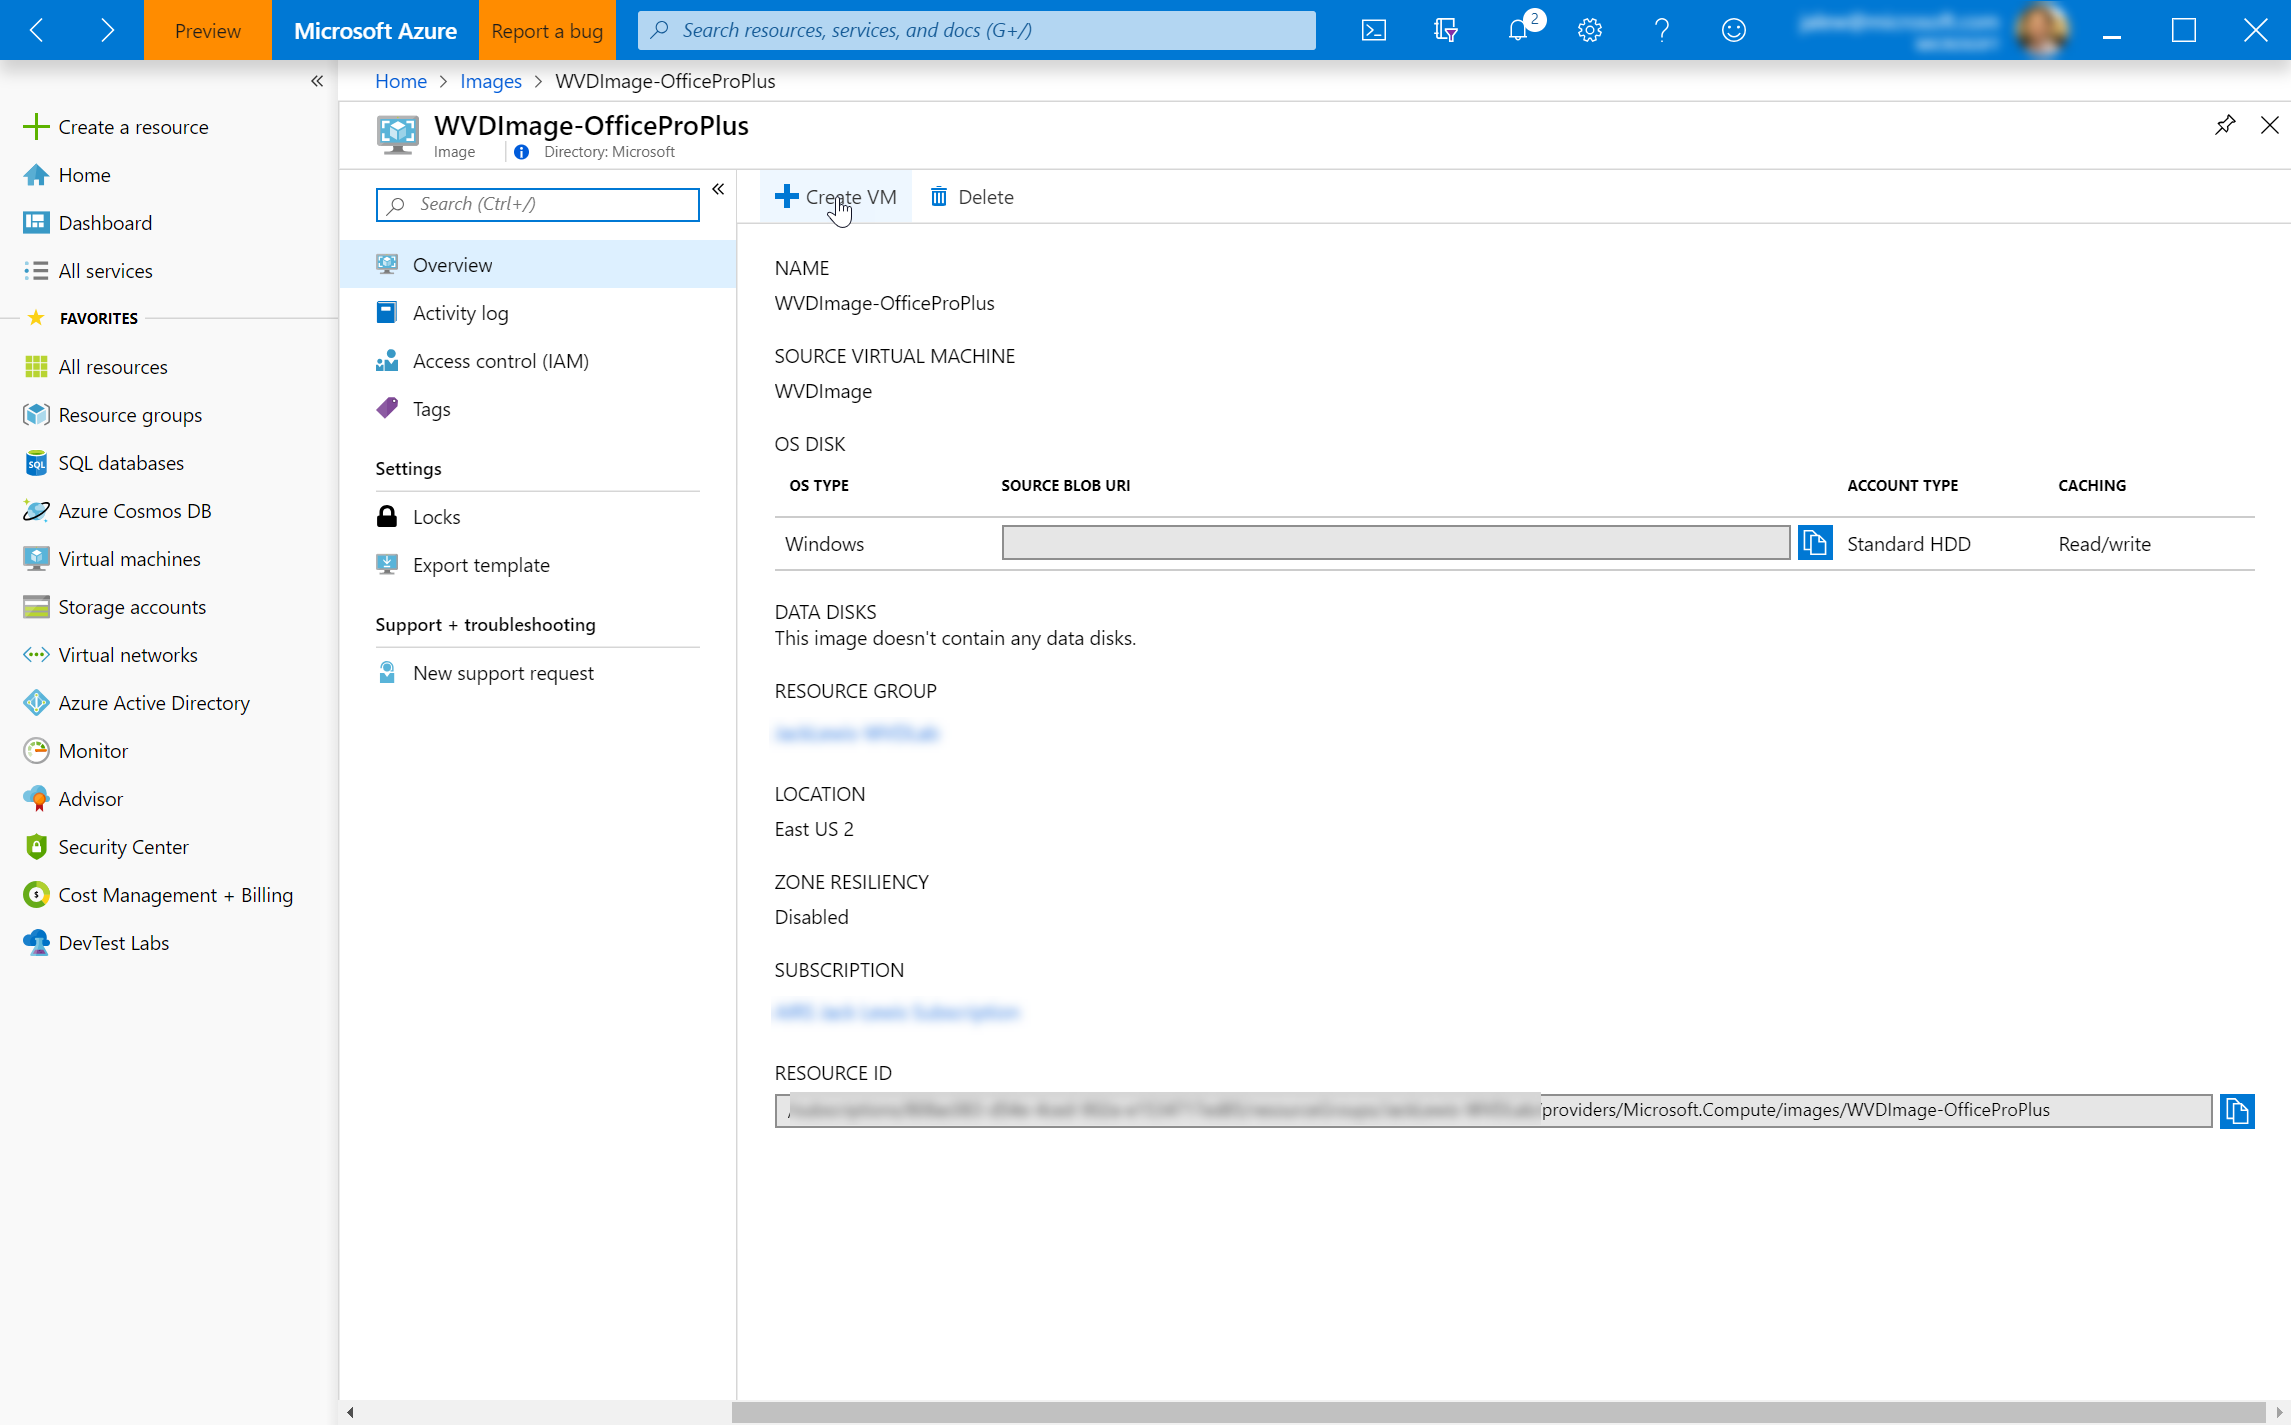 Preview
Microsoft Azure
Report a bug
Search resources, services, and docs (G+/)
2
«
Home > Images > WVDImage-OfficeProPlus
Create a resource
Home
Dashboard
All services
FAVORITES
All resources
Resource groups
SQL databases
Azure Cosmos DB
Virtual machines
Storage accounts
Virtual networks
Azure Active Directory
Monitor
Advisor
Security Center
Cost Management + Billing
DevTest Labs
WVDImage-OfficeProPlus
Image
Directory: Microsoft
Search (Ctrl+/)
«
Overview
Activity log
Access control (IAM)
Tags
Settings
Locks
Export template
Support + troubleshooting
New support request
Create VM
Delete
NAME
WVDImage-OfficeProPlus
SOURCE VIRTUAL MACHINE
WVDImage
OS DISK
OS TYPE SOURCE BLOB URI ACCOUNT TYPE CACHING
Windows Standard HDD Read/write
DATA DISKS
This image doesn't contain any data disks.
RESOURCE GROUP
LOCATION
East US 2
ZONE RESILIENCY
Disabled
SUBSCRIPTION
RESOURCE ID
/providers/Microsoft.Compute/images/WVDImage-OfficeProPlus